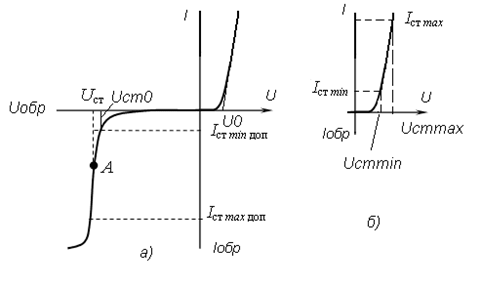 I
Uст Uст0
Uобр
U
U0
Iст min доп
A
Iст max доп
Iобр
а)
I
Iст max
Iст min
U
Iобр
Uстmax
Uстmin
б)